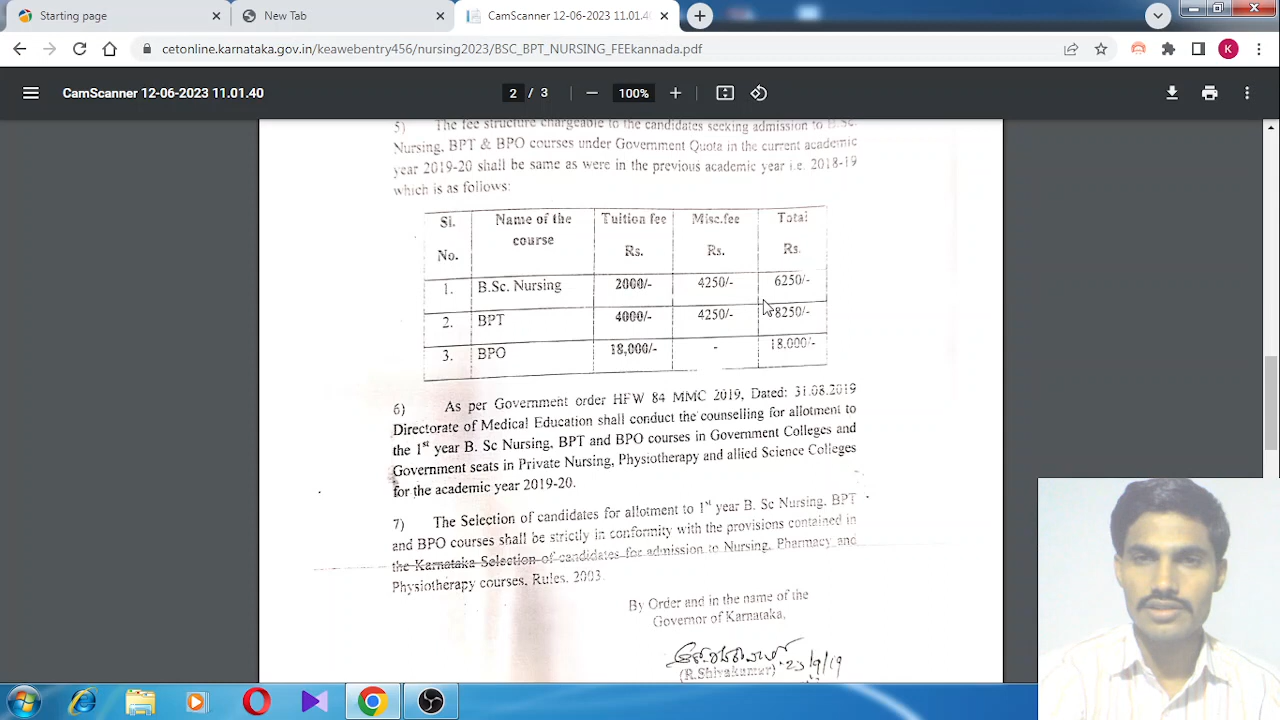 Starting page
New Tab
CamScanner 12-06-2023 11.01.40
cetonline.karnataka.gov.in/keawebentry456/nursing2023/BSC_BPT_NURSING_FEEkannada.pdf
K
CamScanner 12-06-2023 11.01.40
2 / 3
100%
5) The fee structure chargeable to the candidates seeking admission to B.Sc.
Nursing, BPT & BPO courses under Government Quota in the current academic
year 2019-20 shall be same as were in the previous academic year i.e. 2018-19
which is as follows:
Sl. No. Name of the course Tuition fee Rs. Misc.fee Rs. Total Rs.
1. B.Sc. Nursing 2000/- 4250/- 6250/-
2. BPT 4000/- 4250/- 8250/-
3. BPO 18,000/- - 18,000/-
6) As per Government order HFW 84 MMC 2019, Dated: 31.08.2019
Directorate of Medical Education shall conduct the counselling for allotment to
the 1st year B. Sc Nursing, BPT and BPO courses in Government Colleges and
Government seats in Private Nursing, Physiotherapy and allied Science Colleges
for the academic year 2019-20.
7) The Selection of candidates for allotment to 1st year B. Sc Nursing, BPT
and BPO courses shall be strictly in conformity with the provisions contained in
the Karnataka Selection of candidates for admission to Nursing, Pharmacy and
Physiotherapy courses, Rules. 2003.
By Order and in the name of the
Governor of Karnataka,
(R.Shivakumar) 23/9/19